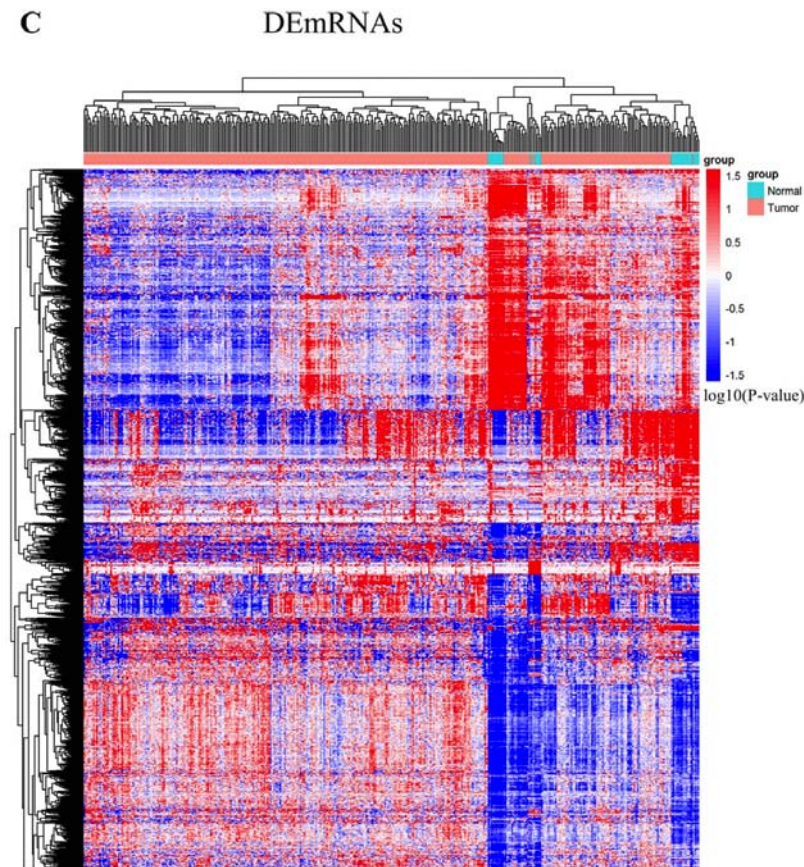 C
DEmRNAs
group
1.5
1
0.5
0
-0.5
-1
-1.5
log10(P-value)
group
Normal
Tumor